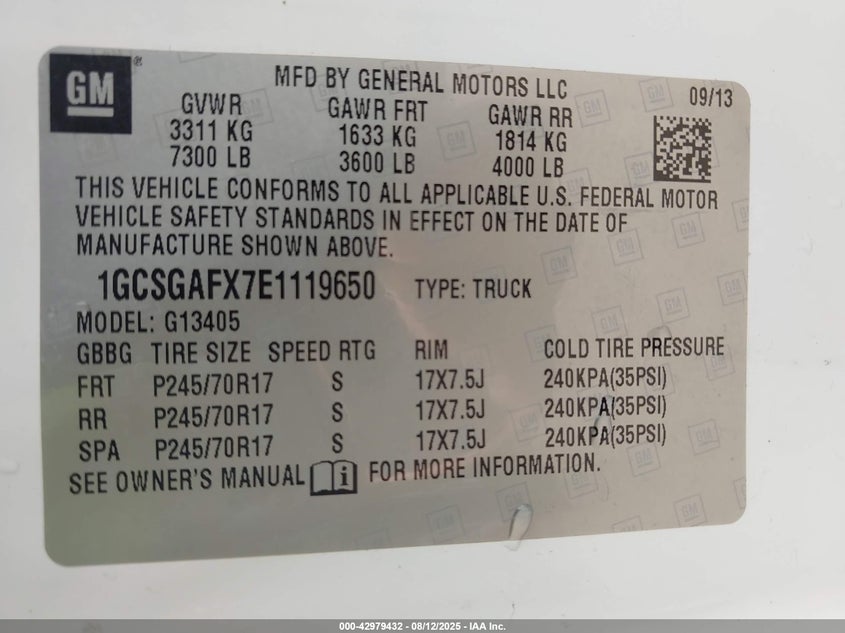 GM
®
MFD BY GENERAL MOTORS LLC
09/13
GVWR GAWR FRT GAWR RR
3311 KG 1633 KG 1814 KG
7300 LB 3600 LB 4000 LB
THIS VEHICLE CONFORMS TO ALL APPLICABLE U.S. FEDERAL MOTOR
VEHICLE SAFETY STANDARDS IN EFFECT ON THE DATE OF
MANUFACTURE SHOWN ABOVE.
1GCSGAFX7E1119650 TYPE: TRUCK
MODEL: G13405
GBBG TIRE SIZE SPEED RTG RIM COLD TIRE PRESSURE
FRT P245/70R17 S 17X7.5J 240KPA(35PSI)
RR P245/70R17 S 17X7.5J 240KPA(35PSI)
SPA P245/70R17 S 17X7.5J 240KPA(35PSI)
SEE OWNER'S MANUAL i FOR MORE INFORMATION.
000-42979432 - 08/12/2025 - IAA Inc.